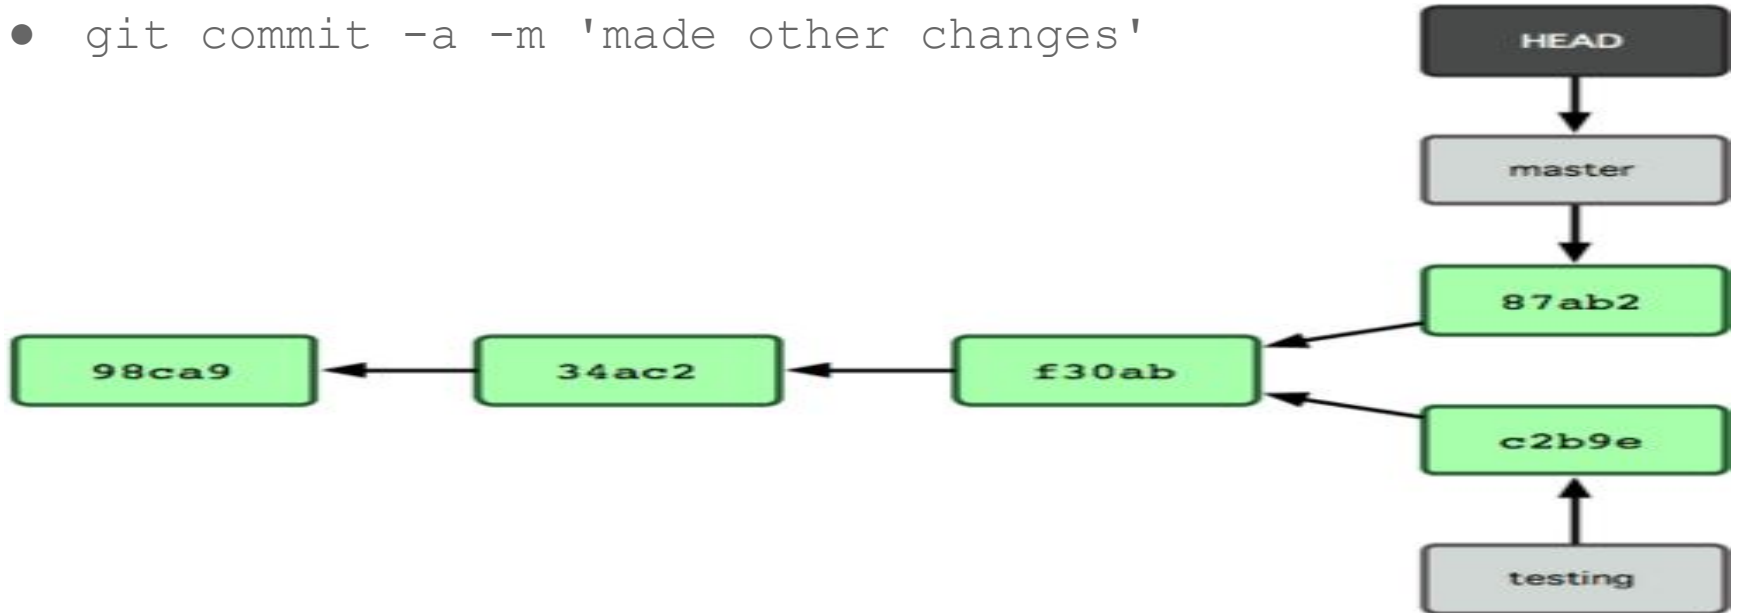 ● git commit -a -m 'made other changes'
HEAD
master
87ab2
98ca9
34ac2
f30ab
c2b9e
testing